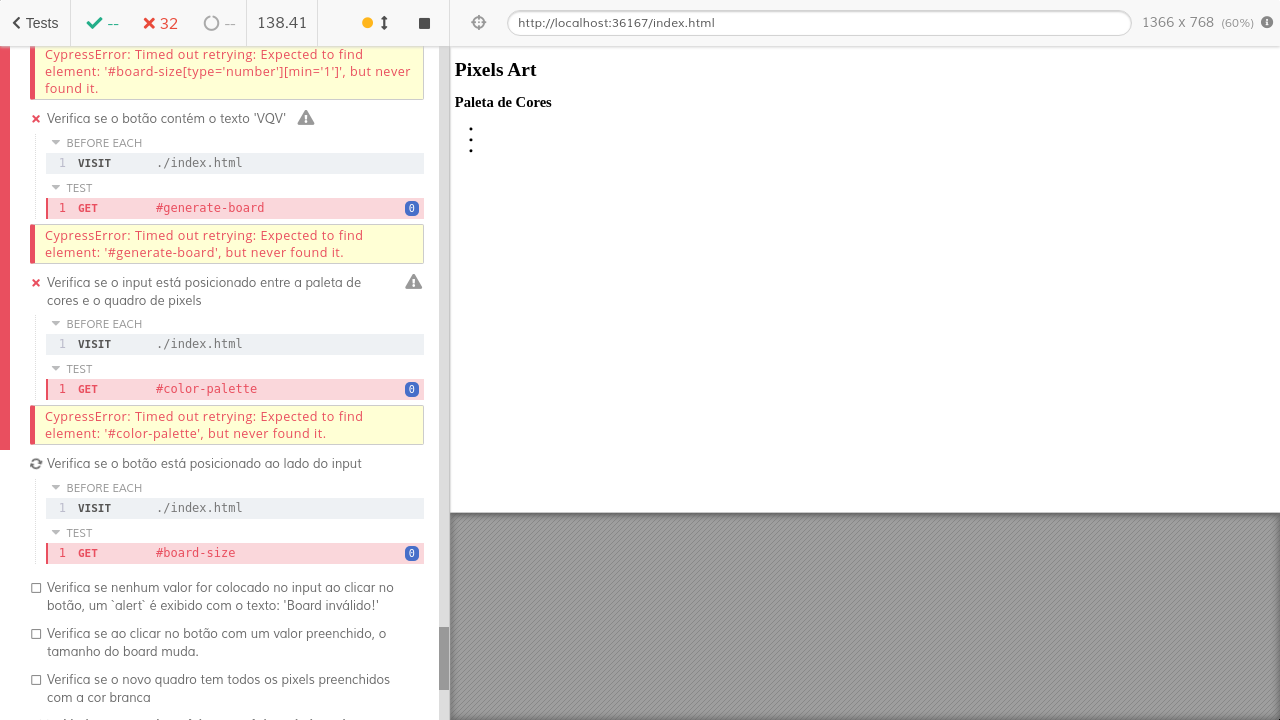 Tests
--
32
--
138.41
http://localhost:36167/index.html
1366 x 768 (60%)
CypressError: Timed out retrying: Expected to find
element: '#board-size[type='number'][min='1']', but never
found it.
Verifica se o botão contém o texto 'VQV'
BEFORE EACH
1 VISIT ./index.html
TEST
1 GET #generate-board 0
CypressError: Timed out retrying: Expected to find
element: '#generate-board', but never found it.
Verifica se o input está posicionado entre a paleta de
cores e o quadro de pixels
BEFORE EACH
1 VISIT ./index.html
TEST
1 GET #color-palette 0
CypressError: Timed out retrying: Expected to find
element: '#color-palette', but never found it.
Verifica se o botão está posicionado ao lado do input
BEFORE EACH
1 VISIT ./index.html
TEST
1 GET #board-size 0
Verifica se nenhum valor for colocado no input ao clicar no
botão, um `alert` é exibido com o texto: 'Board inválido!'
Verifica se ao clicar no botão com um valor preenchido, o
tamanho do board muda.
Verifica se o novo quadro tem todos os pixels preenchidos
com a cor branca
Pixels Art
Paleta de Cores